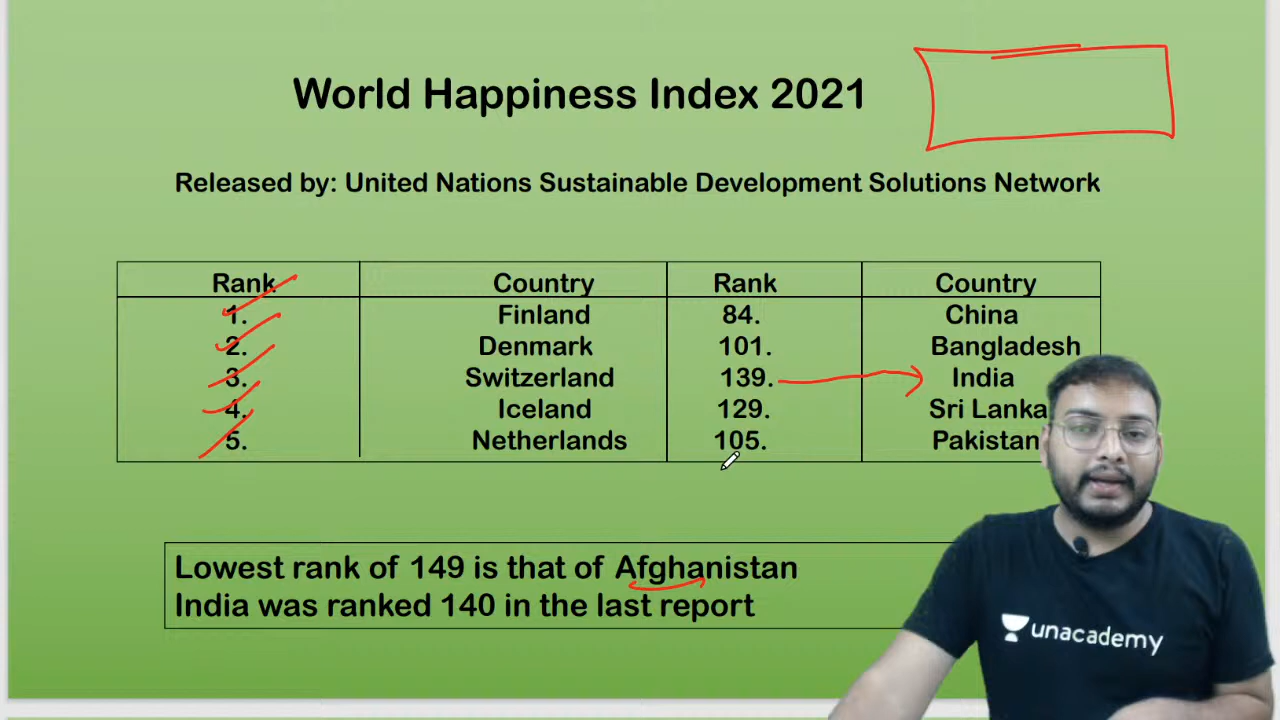 World Happiness Index 2021
Released by: United Nations Sustainable Development Solutions Network
Rank Country Rank Country
1. Finland 84. China
2. Denmark 101. Bangladesh
3. Switzerland 139. India
4. Iceland 129. Sri Lanka
5. Netherlands 105. Pakistan
Lowest rank of 149 is that of Afghanistan
India was ranked 140 in the last report
unacademy